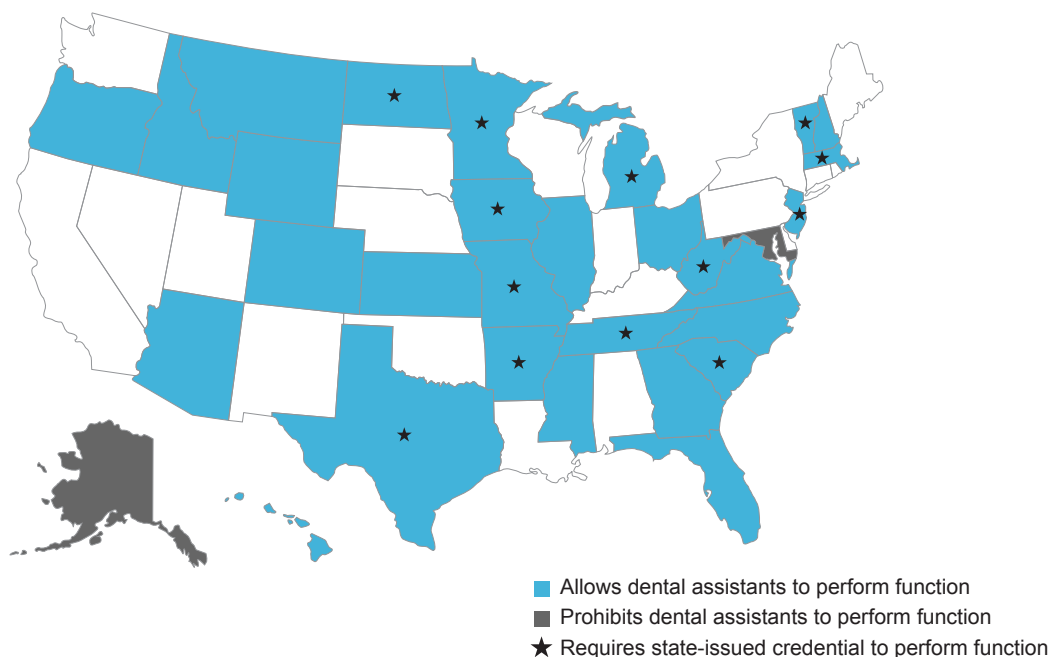 Allows dental assistants to perform function
Prohibits dental assistants to perform function
Requires state-issued credential to perform function